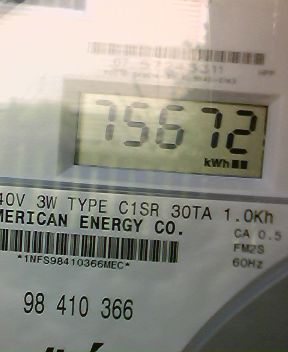 75672
kWh
40V 3W TYPE C1SR 30TA 1.0Kh
MERICAN ENERGY CO.
CA 0.5
FM2S
*1NFS98410366MEC*
60Hz
98 410 366